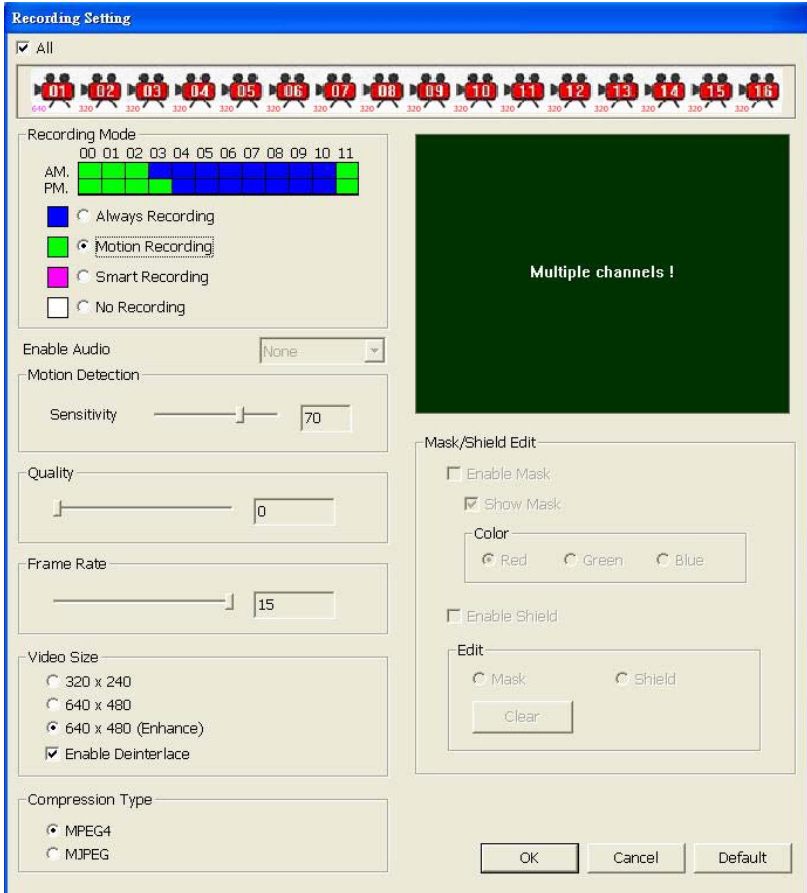 Recording Setting
All
01 02 03 04 05 06 07 08 09 10 11 12 13 14 15 16
640 320 320 320 320 320 320 320 320 320 320 320 320 320 320 320
Recording Mode
00 01 02 03 04 05 06 07 08 09 10 11
AM.
PM.
Always Recording
Motion Recording
Smart Recording
No Recording
Multiple channels !
Enable Audio None
Motion Detection
Sensitivity 70
Quality
0
Frame Rate
15
Video Size
320 x 240
640 x 480
640 x 480 (Enhance)
Enable Deinterlace
Compression Type
MPEG4
MJPEG
Mask/Shield Edit
Enable Mask
Show Mask
Color
Red Green Blue
Enable Shield
Edit
Mask Shield
Clear
OK Cancel Default